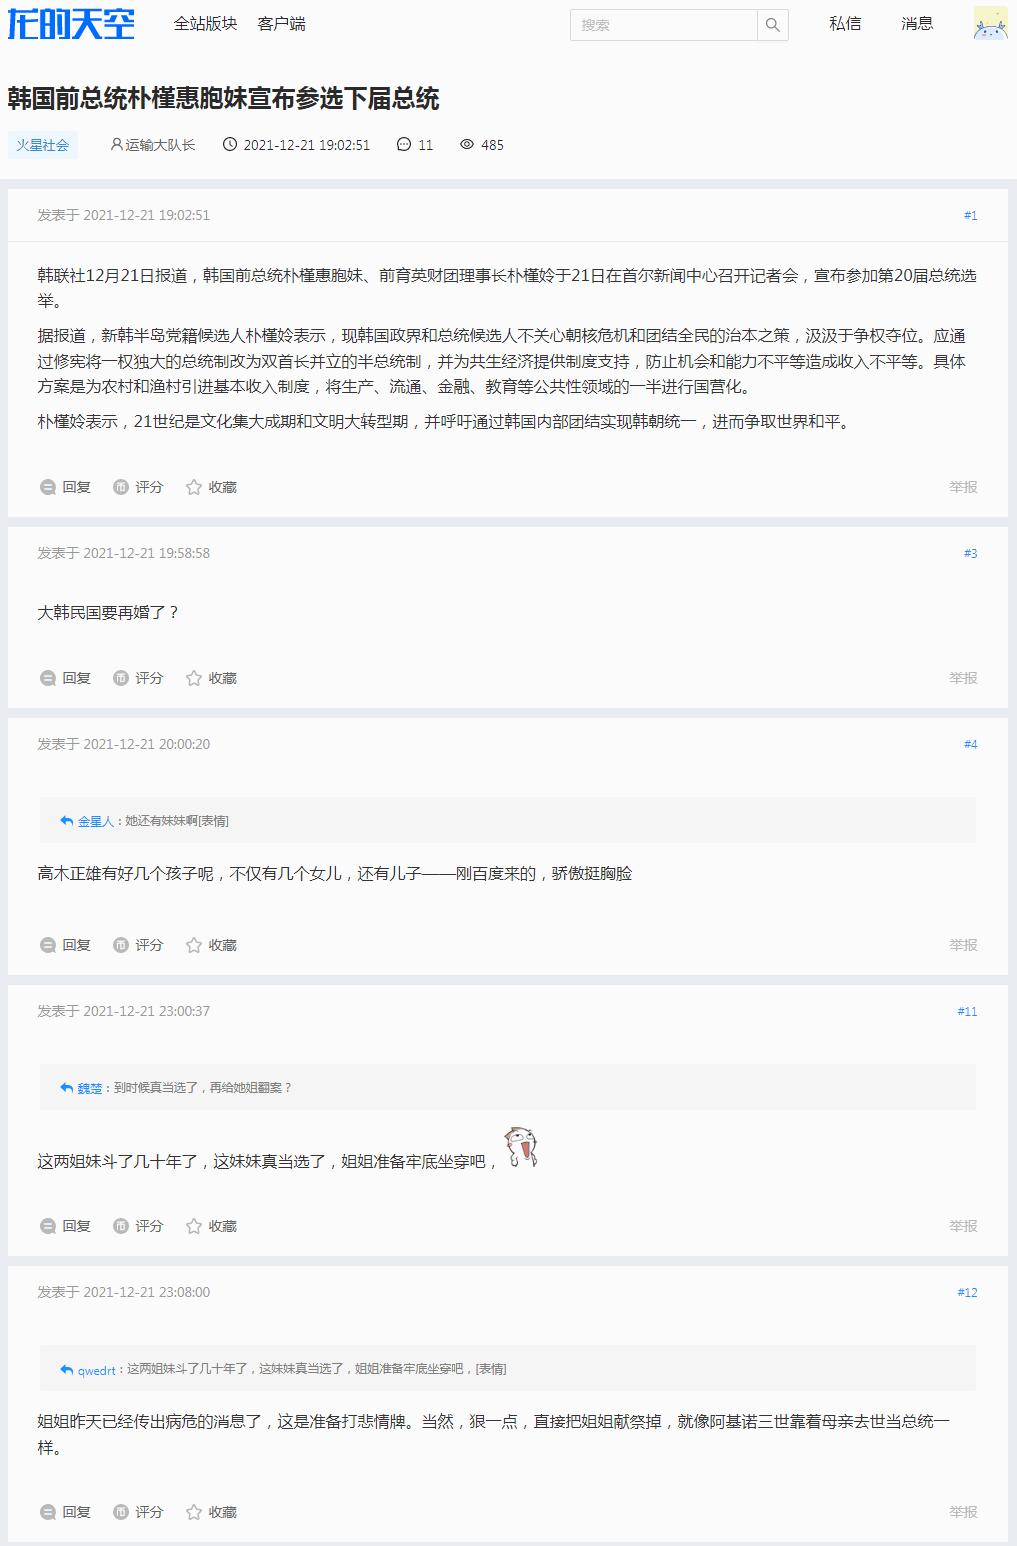 龙的天空 全站版块 客户端 搜索 私信 消息
韩国前总统朴槿惠胞妹宣布参选下届总统
火星社会 运输大队长 2021-12-21 19:02:51 11 485
发表于 2021-12-21 19:02:51 #1
韩联社12月21日报道，韩国前总统朴槿惠胞妹、前育英财团理事长朴槿姈于21日在首尔新闻中心召开记者会，宣布参加第20届总统选
举。
据报道，新韩半岛党籍候选人朴槿姈表示，现韩国政界和总统候选人不关心朝核危机和团结全民的治本之策，汲汲于争权夺位。应通
过修宪将一权独大的总统制改为双首长并立的半总统制，并为共生经济提供制度支持，防止机会和能力不平等造成收入不平等。具体
方案是为农村和渔村引进基本收入制度，将生产、流通、金融、教育等公共性领域的一半进行国营化。
朴槿姈表示，21世纪是文化集大成期和文明大转型期，并呼吁通过韩国内部团结实现韩朝统一，进而争取世界和平。
回复 币 评分 收藏 举报
发表于 2021-12-21 19:58:58 #3
大韩民国要再婚了？
回复 币 评分 收藏 举报
发表于 2021-12-21 20:00:20 #4
金星人：她还有妹妹啊[表情]
高木正雄有好几个孩子呢，不仅有几个女儿，还有儿子——刚百度来的，骄傲挺胸脸
回复 币 评分 收藏 举报
发表于 2021-12-21 23:00:37 #11
魏楚：到时候真当选了，再给她姐翻案？
这两姐妹斗了几十年了，这妹妹真当选了，姐姐准备牢底坐穿吧，
回复 币 评分 收藏 举报
发表于 2021-12-21 23:08:00 #12
qwedrt：这两姐妹斗了几十年了，这妹妹真当选了，姐姐准备牢底坐穿吧，[表情]
姐姐昨天已经传出病危的消息了，这是准备打悲情牌。当然，狠一点，直接把姐姐献祭掉，就像阿基诺三世靠着母亲去世当总统一
样。
回复 币 评分 收藏 举报